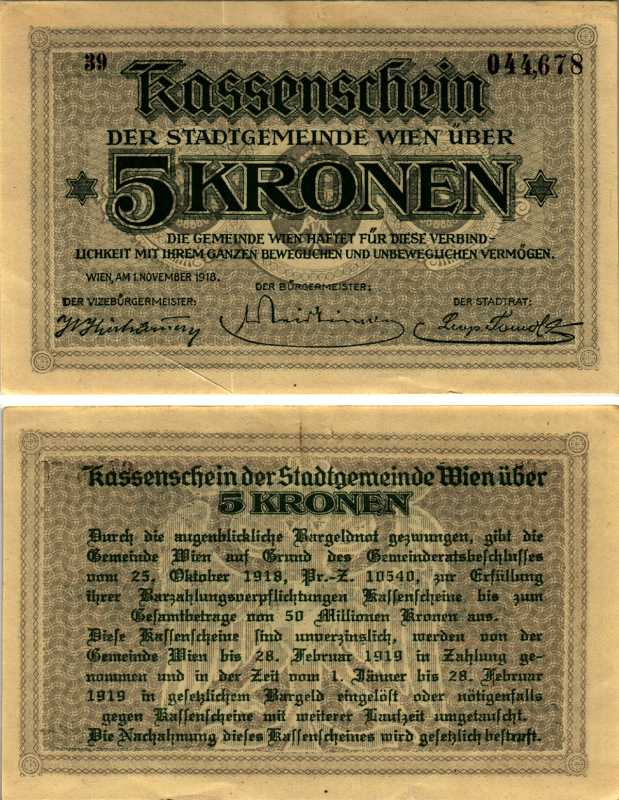 39 044,678
Kassenschein
DER STADTGEMEINDE WIEN ÜBER
5 KRONEN
DIE GEMEINDE WIEN HAFTET FÜR DIESE VERBIND-
LICHKEIT MIT IHREM GANZEN BEWEGLICHEN UND UNBEWEGLICHEN VERMÖGEN.
WIEN, AM 1. NOVEMBER 1918.
DER VIZEBÜRGERMEISTER: DER BÜRGERMEISTER: DER STADTRAT:
Kassenschein der Stadtgemeinde Wien über
5 KRONEN
Durch die augenblickliche Bargeldnot gezwungen, gibt die
Gemeinde Wien auf Grund des Gemeinderatsbeschlusses
vom 25. Oktober 1918, Pr.-Z. 10540, zur Erfüllung
ihrer Barzahlungsverpflichtungen Kassenscheine bis zum
Gesamtbetrage von 50 Millionen Kronen aus.
Diese Kassenscheine sind unverzinslich, werden von der
Gemeinde Wien bis 28. Februar 1919 in Zahlung ge-
nommen und in der Zeit vom 1. Jänner bis 28. Februar
1919 in gesetzlichem Bargeld eingelöst oder nötigenfalls
gegen Kassenscheine mit weiterer Laufzeit umgetauscht.
Die Nachahmung dieses Kassenscheines wird gesetzlich bestraft.